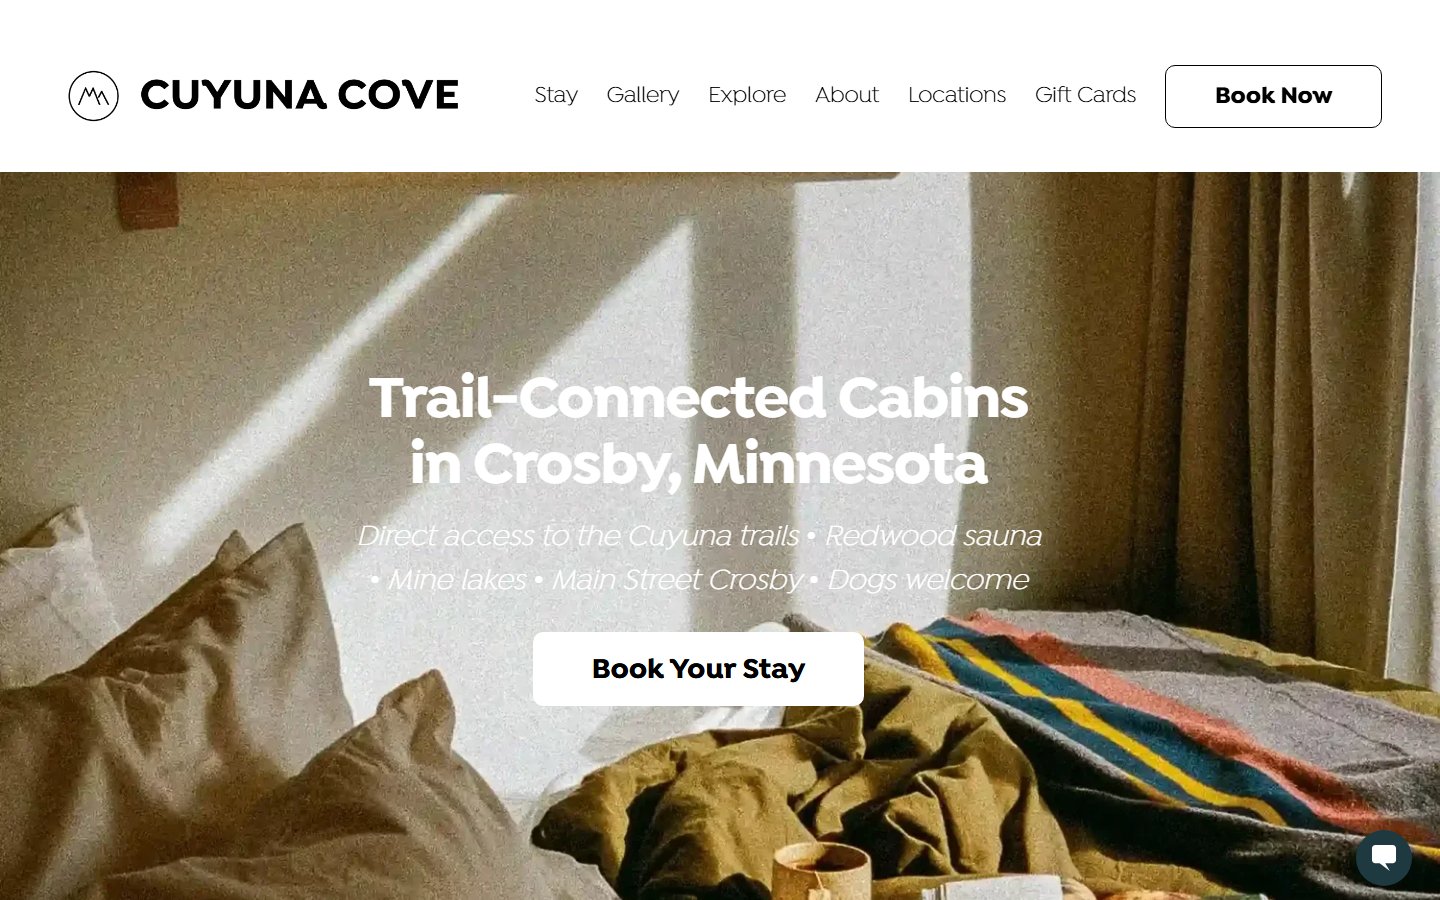 CUYUNA COVE
Stay Gallery Explore About Locations Gift Cards Book Now
Trail-Connected Cabins
in Crosby, Minnesota
Direct access to the Cuyuna trails • Redwood sauna
• Mine lakes • Main Street Crosby • Dogs welcome
Book Your Stay